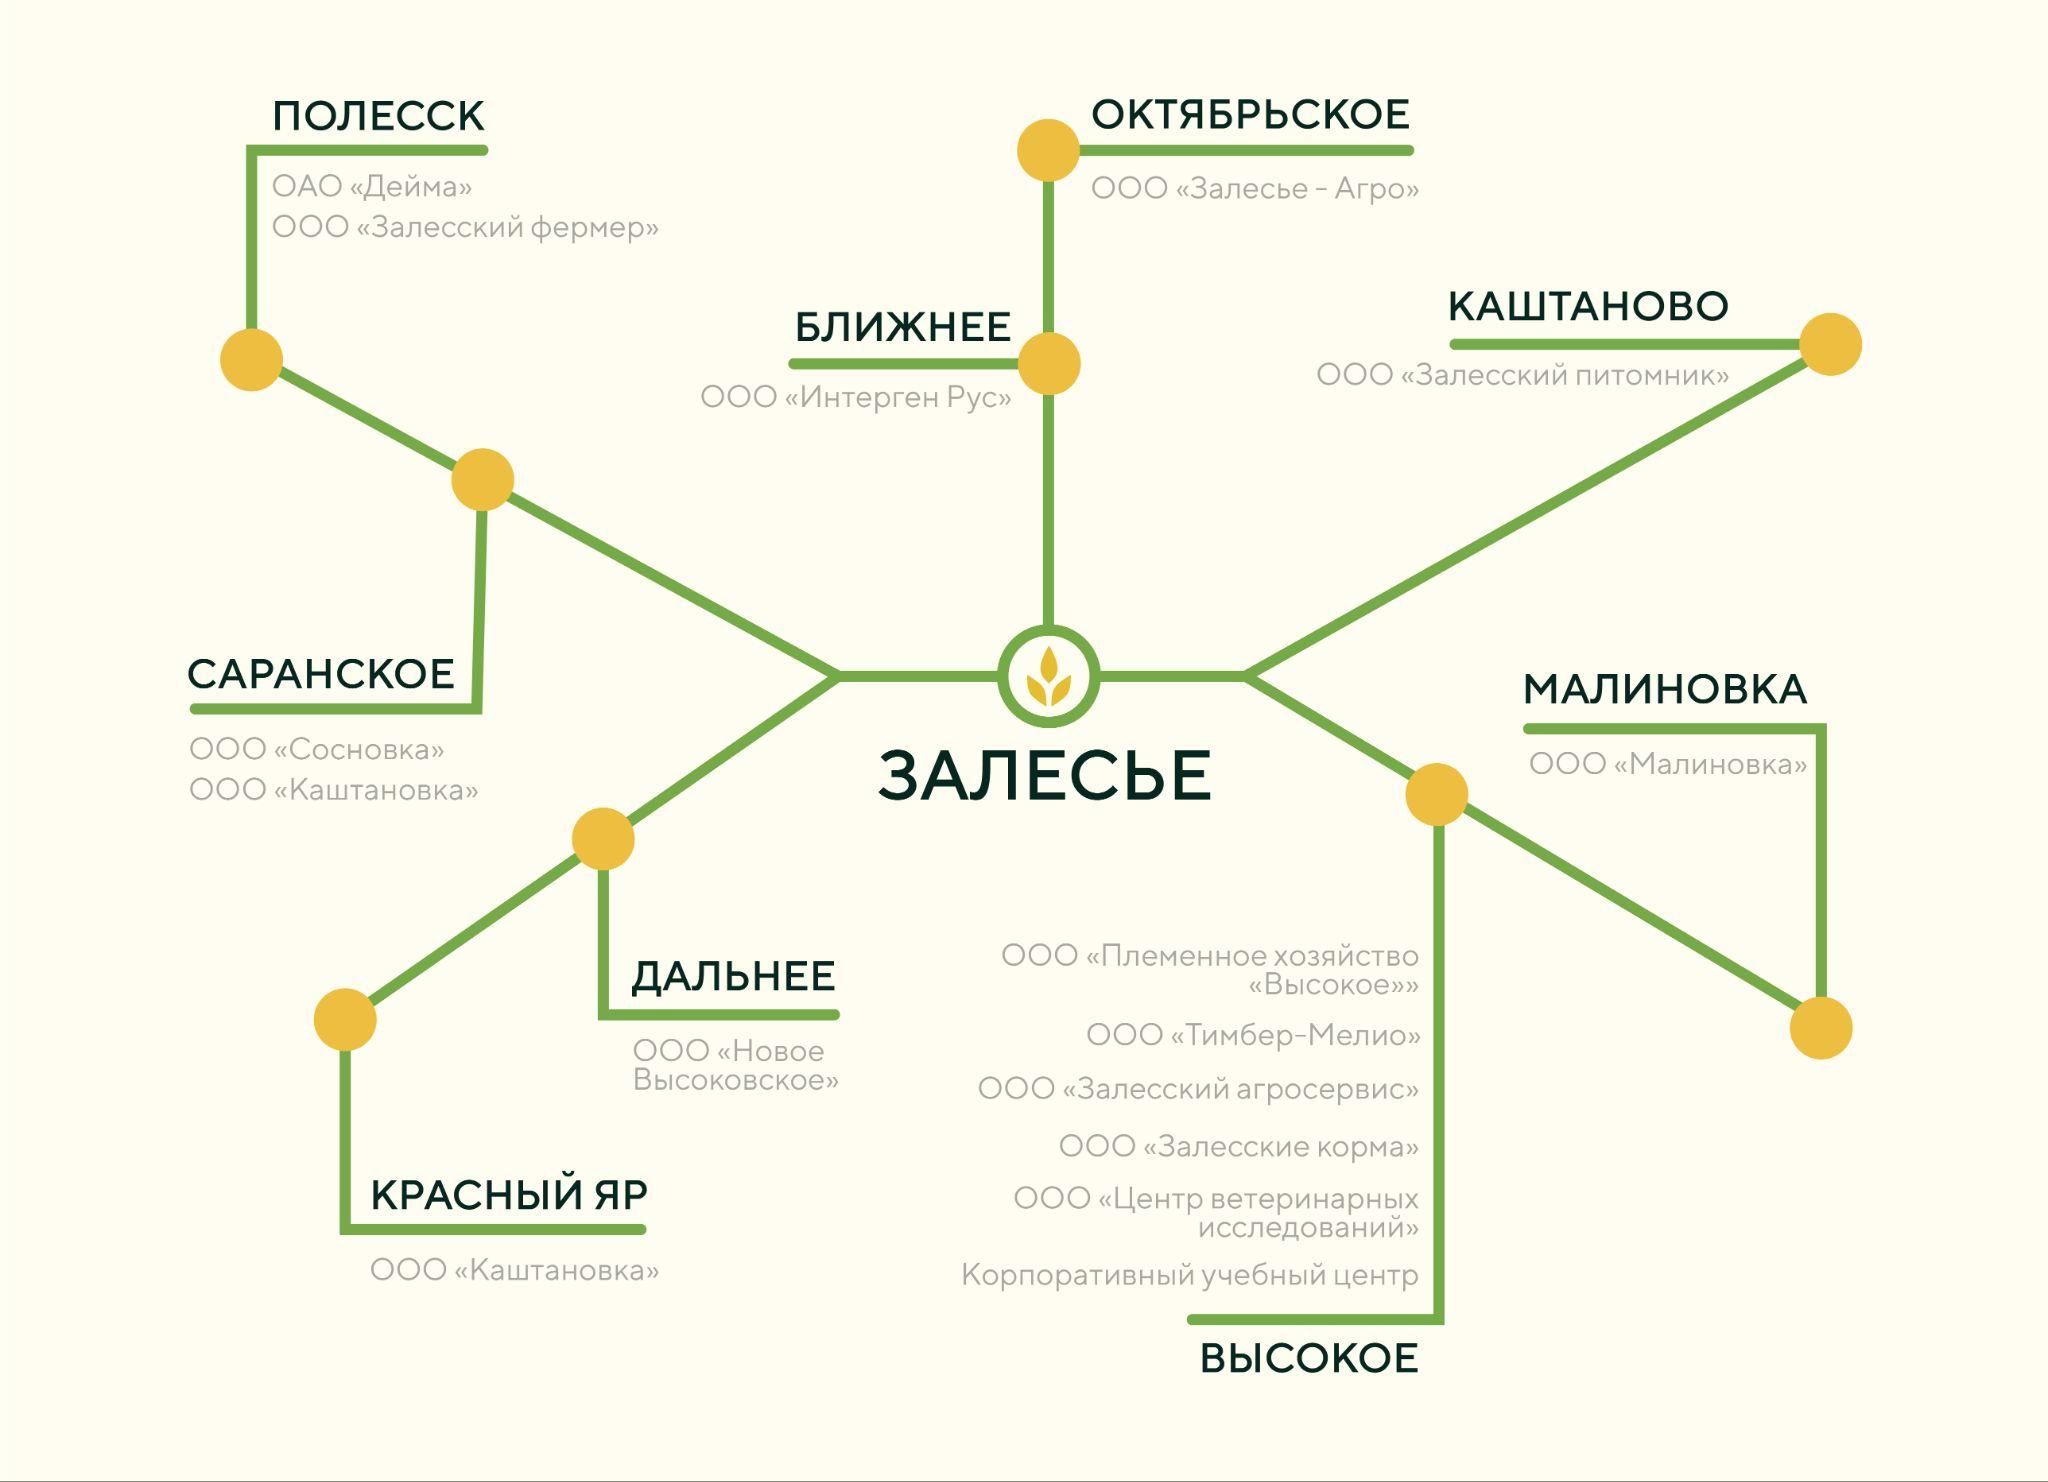 ПОЛЕССК
ОАО «Дейма»
ООО «Залесский фермер»
ОКТЯБРЬСКОЕ
ООО «Залесье - Агро»
БЛИЖНЕЕ
ООО «Интерген Рус»
КАШТАНОВО
ООО «Залесский питомник»
САРАНСКОЕ
ООО «Сосновка»
ООО «Каштановка»
ЗАЛЕСЬЕ
МАЛИНОВКА
ООО «Малиновка»
ДАЛЬНЕЕ
ООО «Новое
Высоковское»
КРАСНЫЙ ЯР
ООО «Каштановка»
ООО «Племенное хозяйство
«Высокое»»
ООО «Тимбер-Мелио»
ООО «Залесский агросервис»
ООО «Залесские корма»
ООО «Центр ветеринарных
исследований»
Корпоративный учебный центр
ВЫСОКОЕ